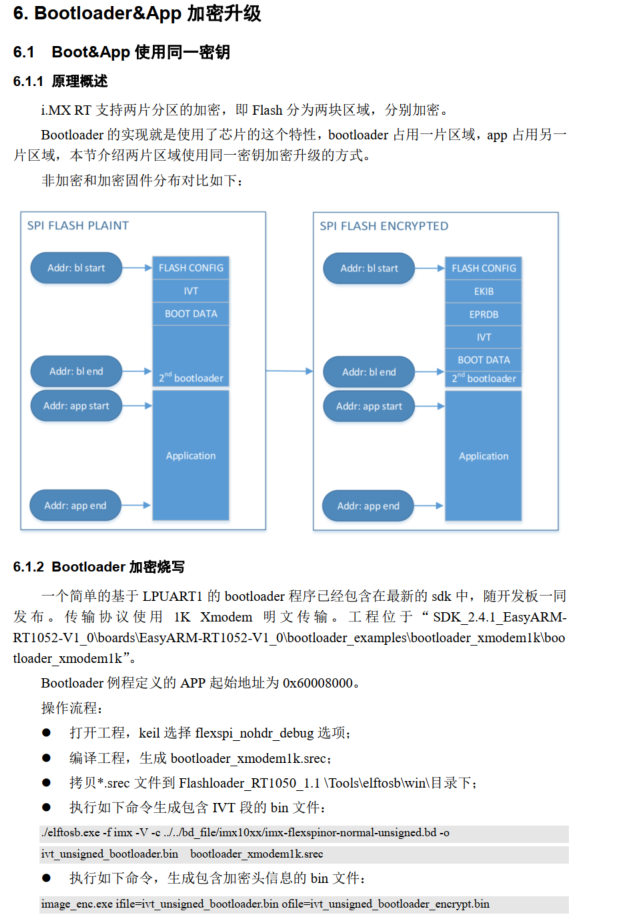 6. Bootloader&App 加密升级
6.1 Boot&App 使用同一密钥
6.1.1 原理概述
i.MX RT 支持两片分区的加密，即 Flash 分为两块区域，分别加密。
Bootloader 的实现就是使用了芯片的这个特性，bootloader 占用一片区域，app 占用另一
片区域，本节介绍两片区域使用同一密钥加密升级的方式。
非加密和加密固件分布对比如下：
SPI FLASH PLAINT
Addr: bl start
FLASH CONFIG
IVT
BOOT DATA
Addr: bl end
2nd bootloader
Addr: app start
Application
Addr: app end
SPI FLASH ENCRYPTED
Addr: bl start
FLASH CONFIG
EKIB
EPRDB
IVT
BOOT DATA
Addr: bl end
2nd bootloader
Addr: app start
Application
Addr: app end
6.1.2 Bootloader 加密烧写
一个简单的基于 LPUART1 的 bootloader 程序已经包含在最新的 sdk 中，随开发板一同
发布。传输协议使用 1K Xmodem 明文传输。工程位于“SDK_2.4.1_EasyARM-
RT1052-V1_0\boards\EasyARM-RT1052-V1_0\bootloader_examples\bootloader_xmodem1k\boo
tloader_xmodem1k”。
Bootloader 例程定义的 APP 起始地址为 0x60008000。
操作流程：
● 打开工程，keil 选择 flexspi_nohdr_debug 选项；
● 编译工程，生成 bootloader_xmodem1k.srec；
● 拷贝*.srec 文件到 Flashloader_RT1050_1.1 \Tools\elftosb\win\目录下；
● 执行如下命令生成包含 IVT 段的 bin 文件：
./elftosb.exe -f imx -V -c ../../bd_file/imx10xx/imx-flexspinor-normal-unsigned.bd -o
ivt_unsigned_bootloader.bin bootloader_xmodem1k.srec
● 执行如下命令，生成包含加密头信息的 bin 文件：
image_enc.exe ifile=ivt_unsigned_bootloader.bin ofile=ivt_unsigned_bootloader_encrypt.bin